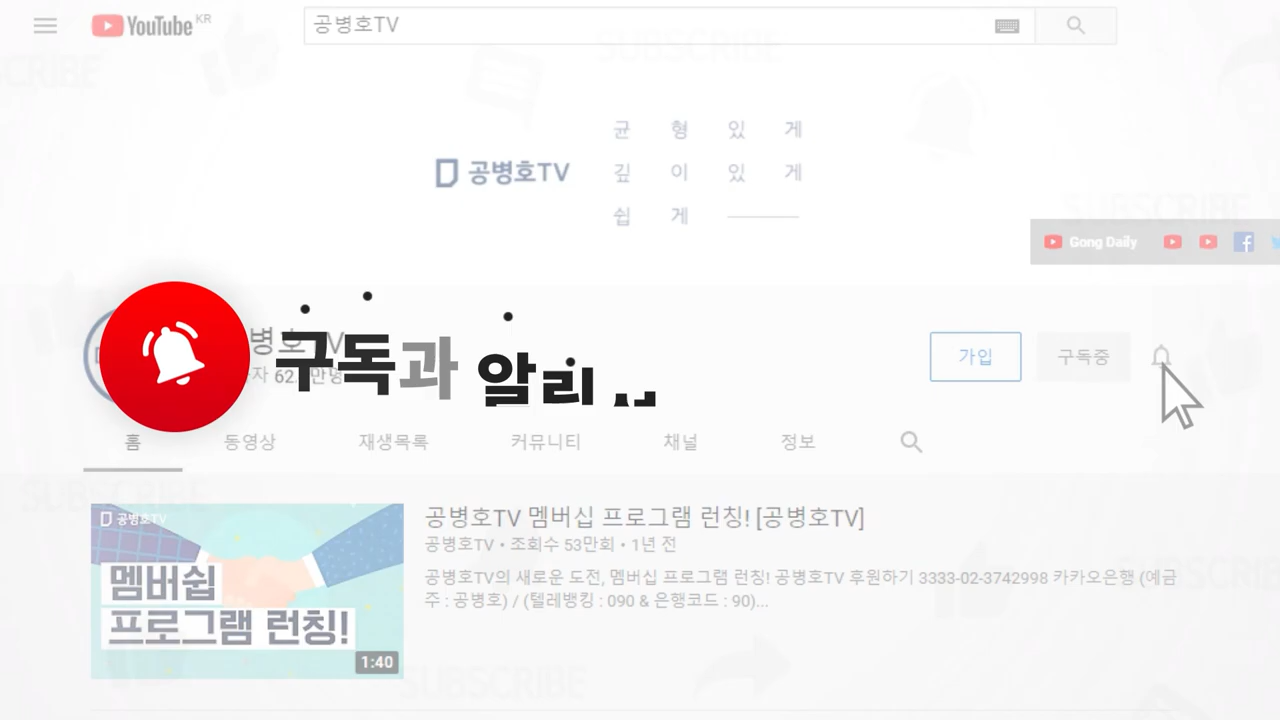 YouTube KR
공병호TV
SUBSCRIBE
균 형 있 게
공병호TV
깊 이 있 게
쉽 게
SUBSCRIBE
Gong Daily
구독과 알리
가입
구독중
홈
동영상
재생목록
커뮤니티
채널
정보
SUBSCRIBE
공병호TV
멤버쉽
프로그램 런칭!
1:40
공병호TV 멤버십 프로그램 런칭! [공병호TV]
공병호TV • 조회수 53만회 • 1년 전
공병호TV의 새로운 도전, 멤버십 프로그램 런칭! 공병호TV 후원하기 3333-02-3742998 카카오은행 (예금
주 : 공병호) / (텔레뱅킹 : 090 & 은행코드 : 90)...
SUBSCRIBE